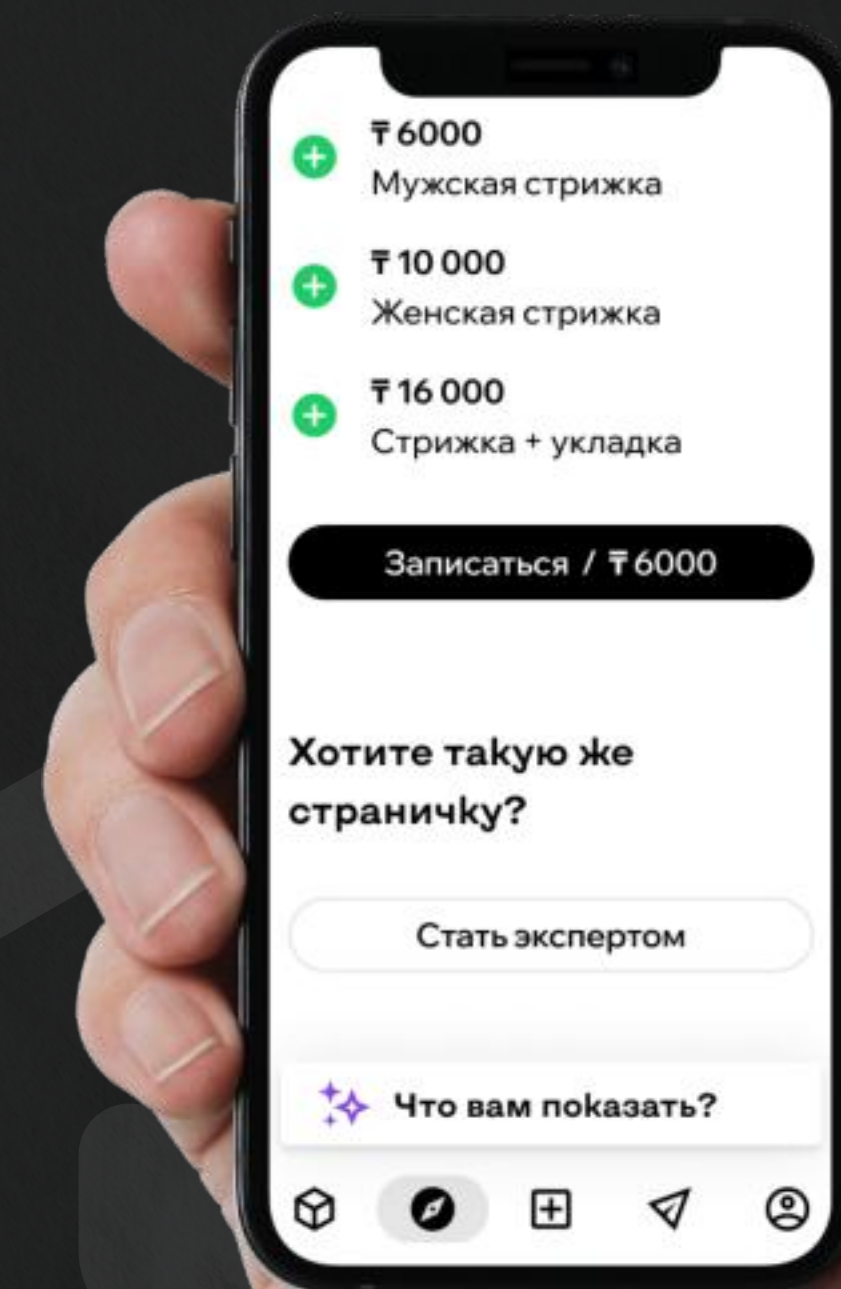 ₸ 6000
Мужская стрижка
₸ 10 000
Женская стрижка
₸ 16 000
Стрижка + укладка
Записаться / ₸ 6000
Хотите такую же
страничку?
Стать экспертом
Что вам показать?